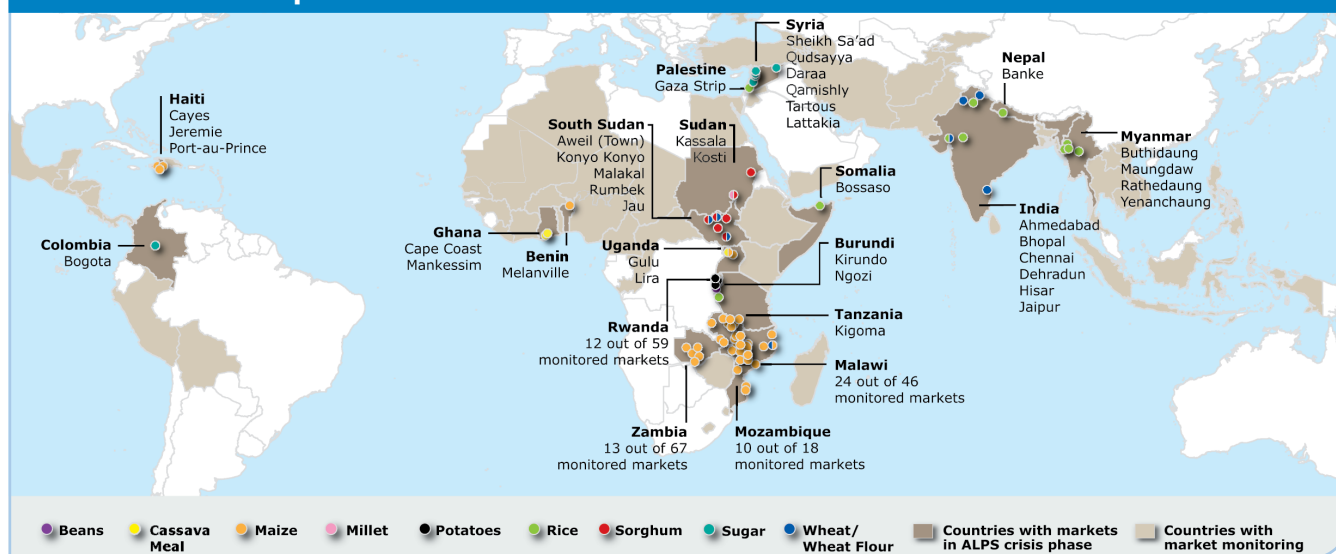 Haiti
Cayes
Jeremie
Port-au-Prince
Colombia
Bogota
Ghana
Cape Coast
Mankessim
Benin
Melanville
South Sudan
Aweil (Town)
Konyo Konyo
Malakal
Rumbek
Jau
Sudan
Kassala
Kosti
Palestine
Gaza Strip
Syria
Sheikh Sa'ad
Qudsayya
Daraa
Qamishly
Tartous
Lattakia
Uganda
Gulu
Lira
Rwanda
12 out of 59
monitored markets
Zambia
13 out of 67
monitored markets
Mozambique
10 out of 18
monitored markets
Malawi
24 out of 46
monitored markets
Tanzania
Kigoma
Burundi
Kirundo
Ngozi
Somalia
Bossaso
Nepal
Banke
India
Ahmedabad
Bhopal
Chennai
Dehradun
Hisar
Jaipur
Myanmar
Buthidaung
Maungdaw
Rathedaung
Yenanchaung
Beans
Cassava
Meal
Maize
Millet
Potatoes
Rice
Sorghum
Sugar
Wheat/
Wheat Flour
Countries with markets
in ALPS crisis phase
Countries with
market monitoring